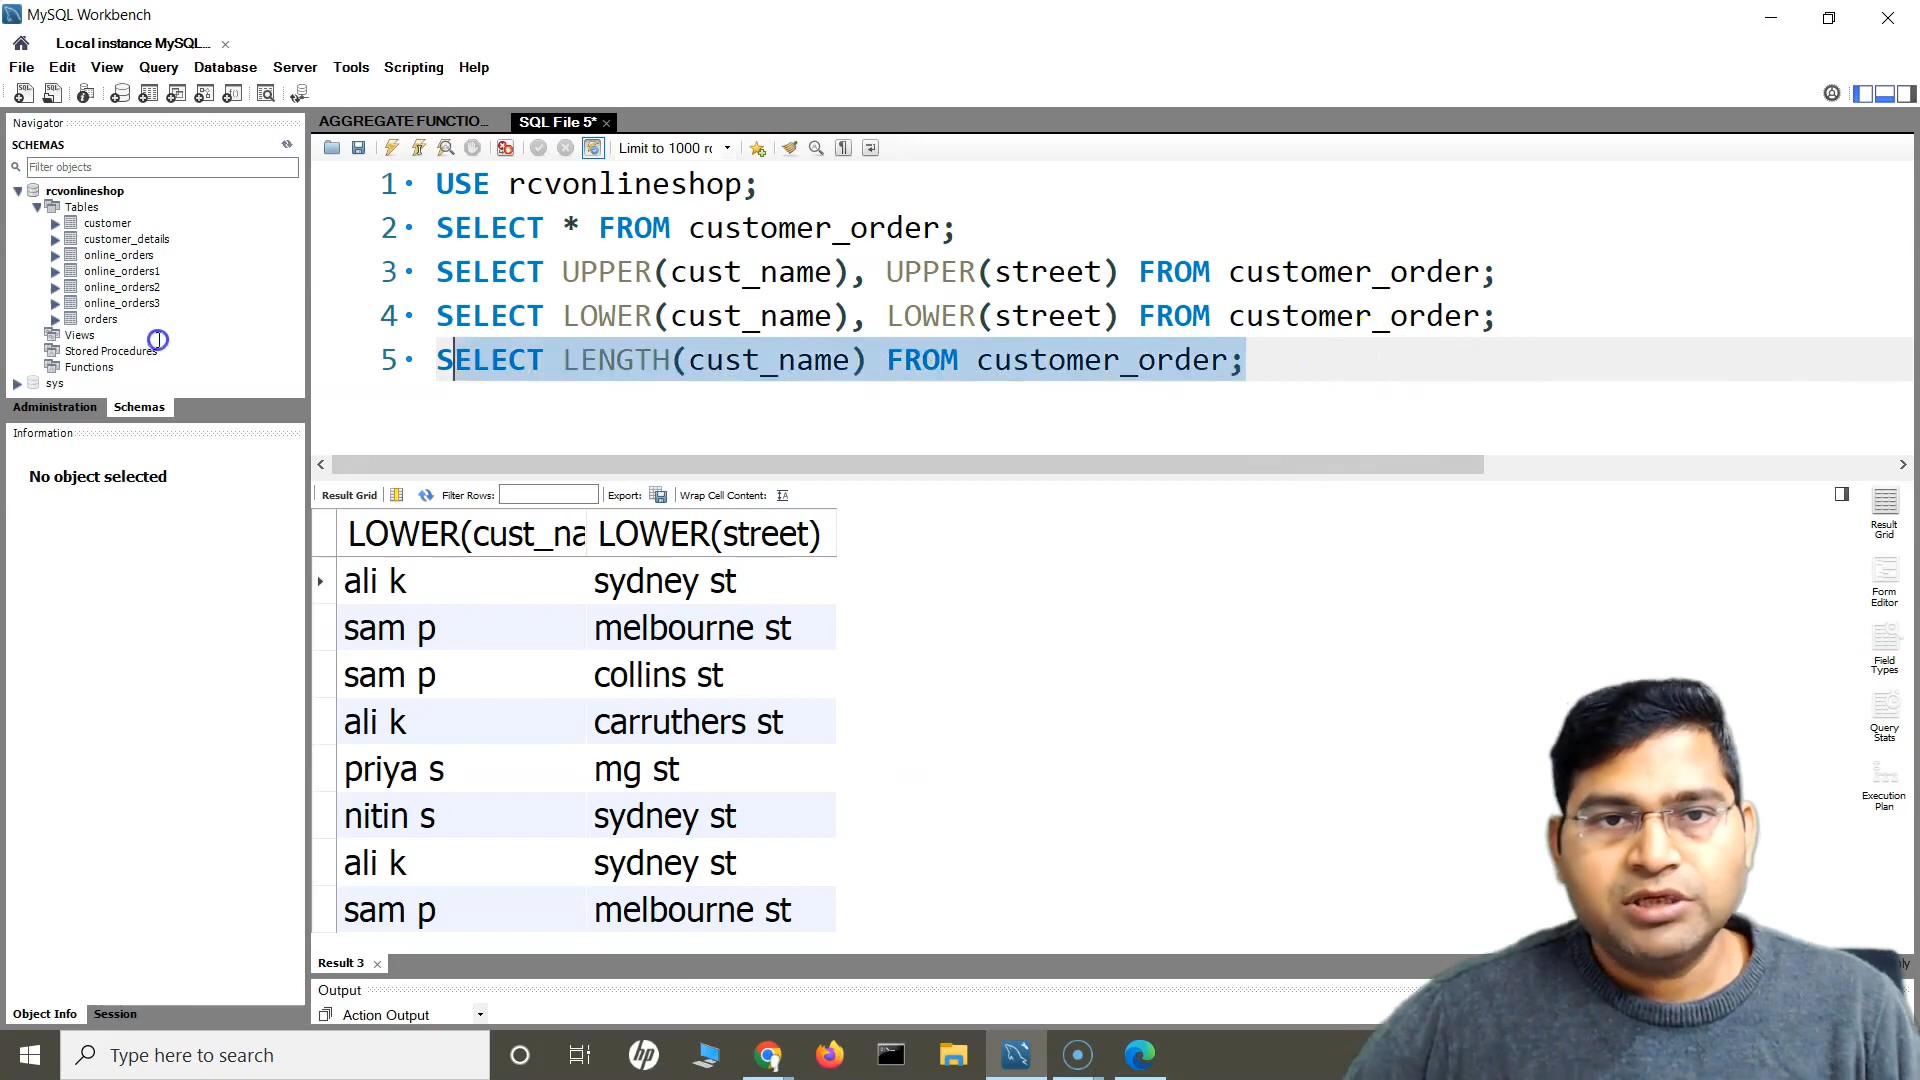 MySQL Workbench
Local instance MySQL...
File Edit View Query Database Server Tools Scripting Help
Navigator
SCHEMAS
Filter objects
rcvonlineshop
Tables
customer
customer_details
online_orders
online_orders1
online_orders2
online_orders3
orders
Views
Stored Procedures
Functions
sys
Administration Schemas
Information
No object selected
Object Info Session
AGGREGATE FUNCTIO... SQL File 5*
Limit to 1000 rc
1 USE rcvonlineshop;
2 SELECT * FROM customer_order;
3 SELECT UPPER(cust_name), UPPER(street) FROM customer_order;
4 SELECT LOWER(cust_name), LOWER(street) FROM customer_order;
5 SELECT LENGTH(cust_name) FROM customer_order;
Result Grid Filter Rows: Export: Wrap Cell Content:
LOWER(cust_na LOWER(street)
ali k sydney st
sam p melbourne st
sam p collins st
ali k carruthers st
priya s mg st
nitin s sydney st
ali k sydney st
sam p melbourne st
Result Grid
Form Editor
Field Types
Query Stats
Execution Plan
Result 3
Output
Action Output
Type here to search